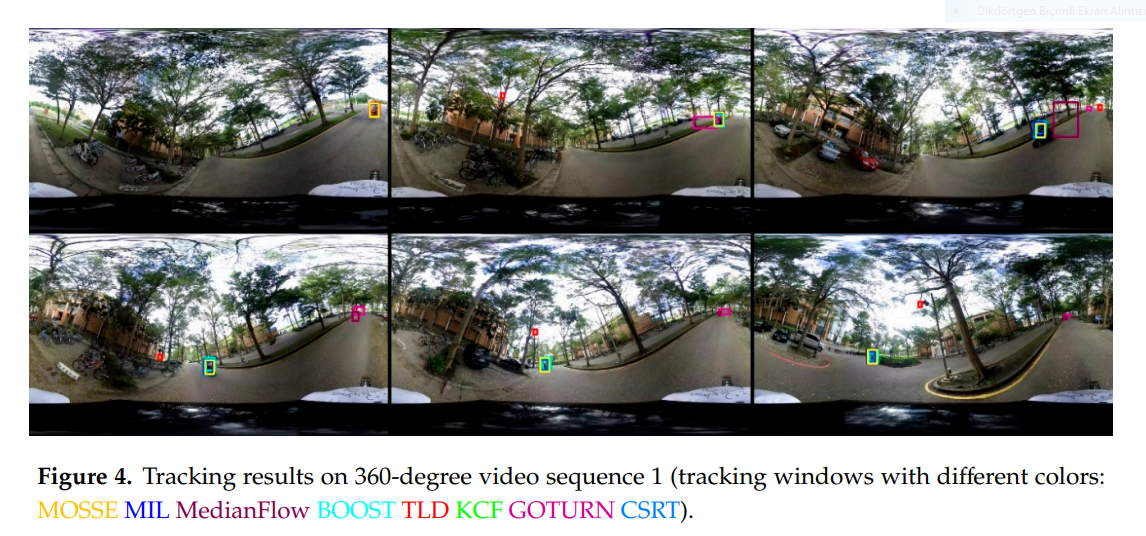 Dikdörtgen Biçimli Ekran Alıntısı
Figure 4. Tracking results on 360-degree video sequence 1 (tracking windows with different colors:
MOSSE MIL MedianFlow BOOST TLD KCF GOTURN CSRT).